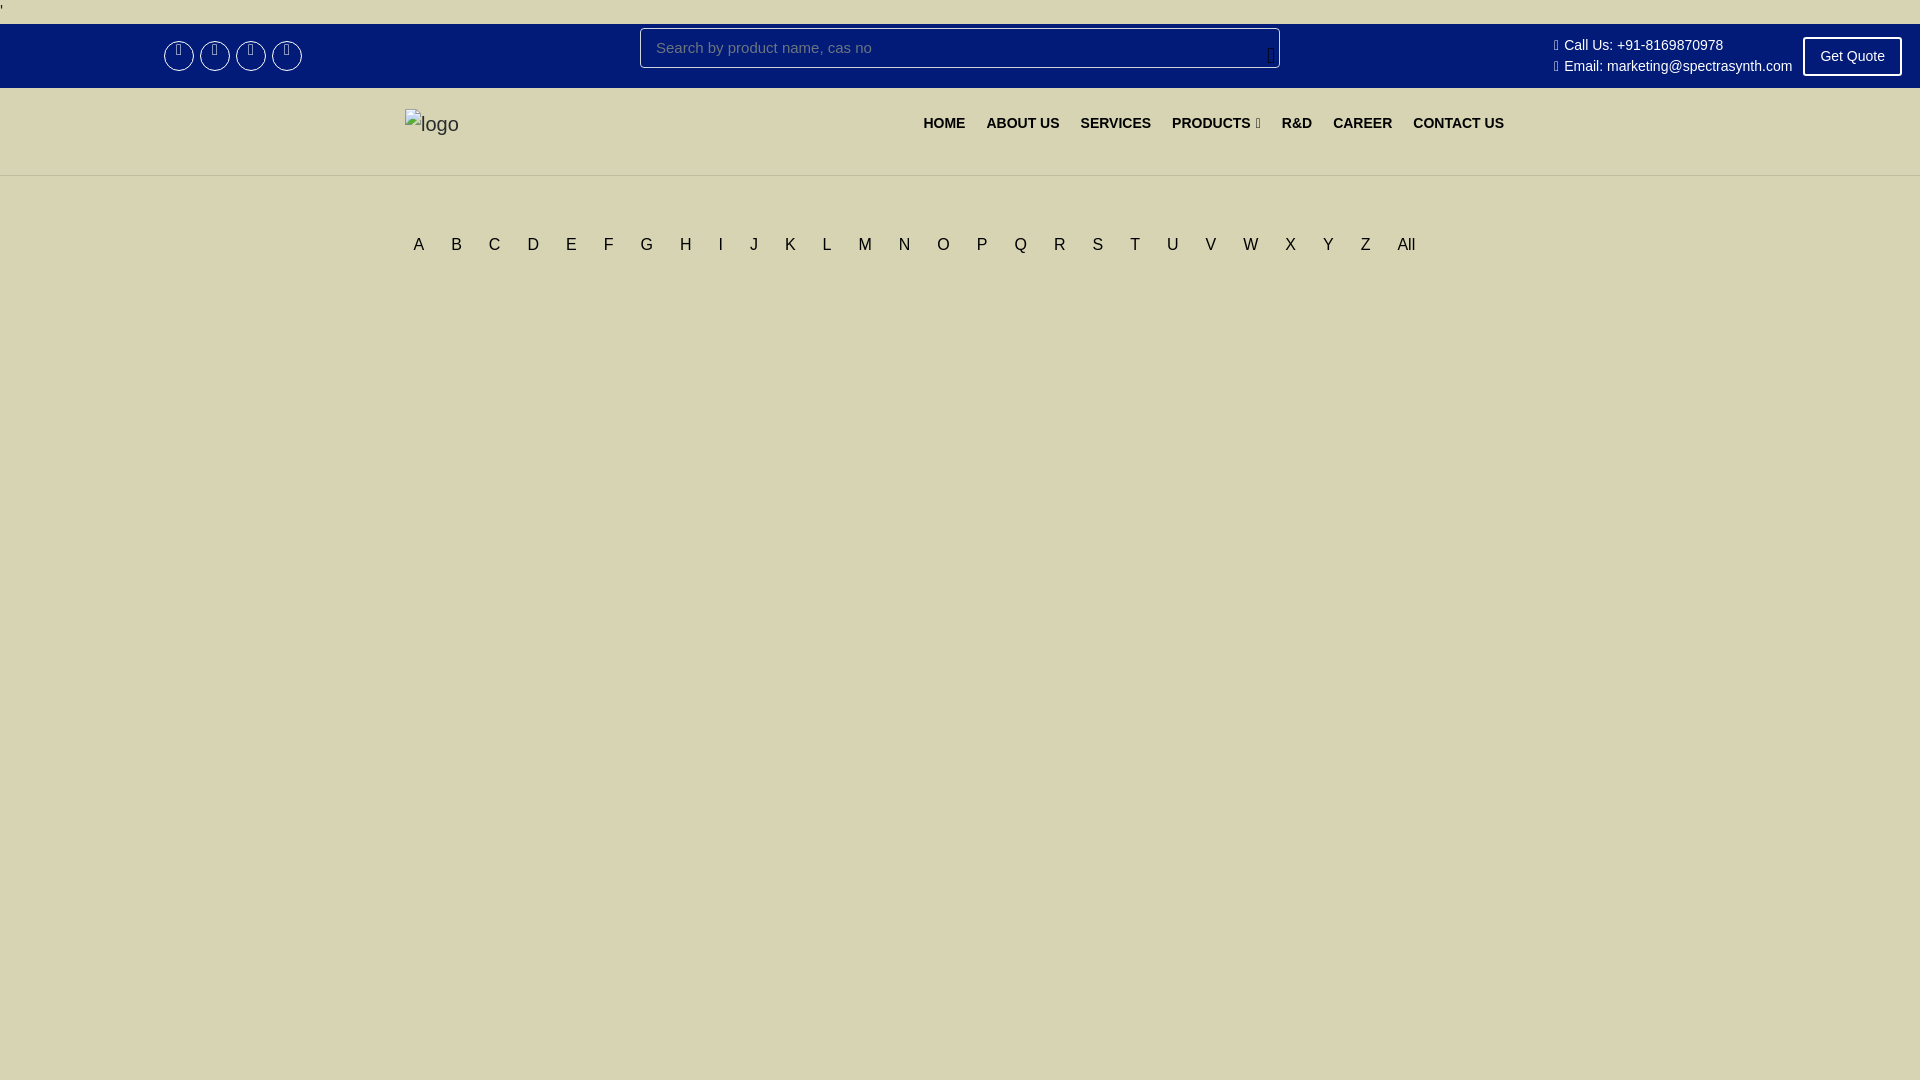 '
Search by product name, cas no
Call Us: +91-8169870978
Email: marketing@spectrasynth.com
Get Quote
logo
HOME ABOUT US SERVICES PRODUCTS R&D CAREER CONTACT US
A B C D E F G H I J K L M N O P Q R S T U V W X Y Z All